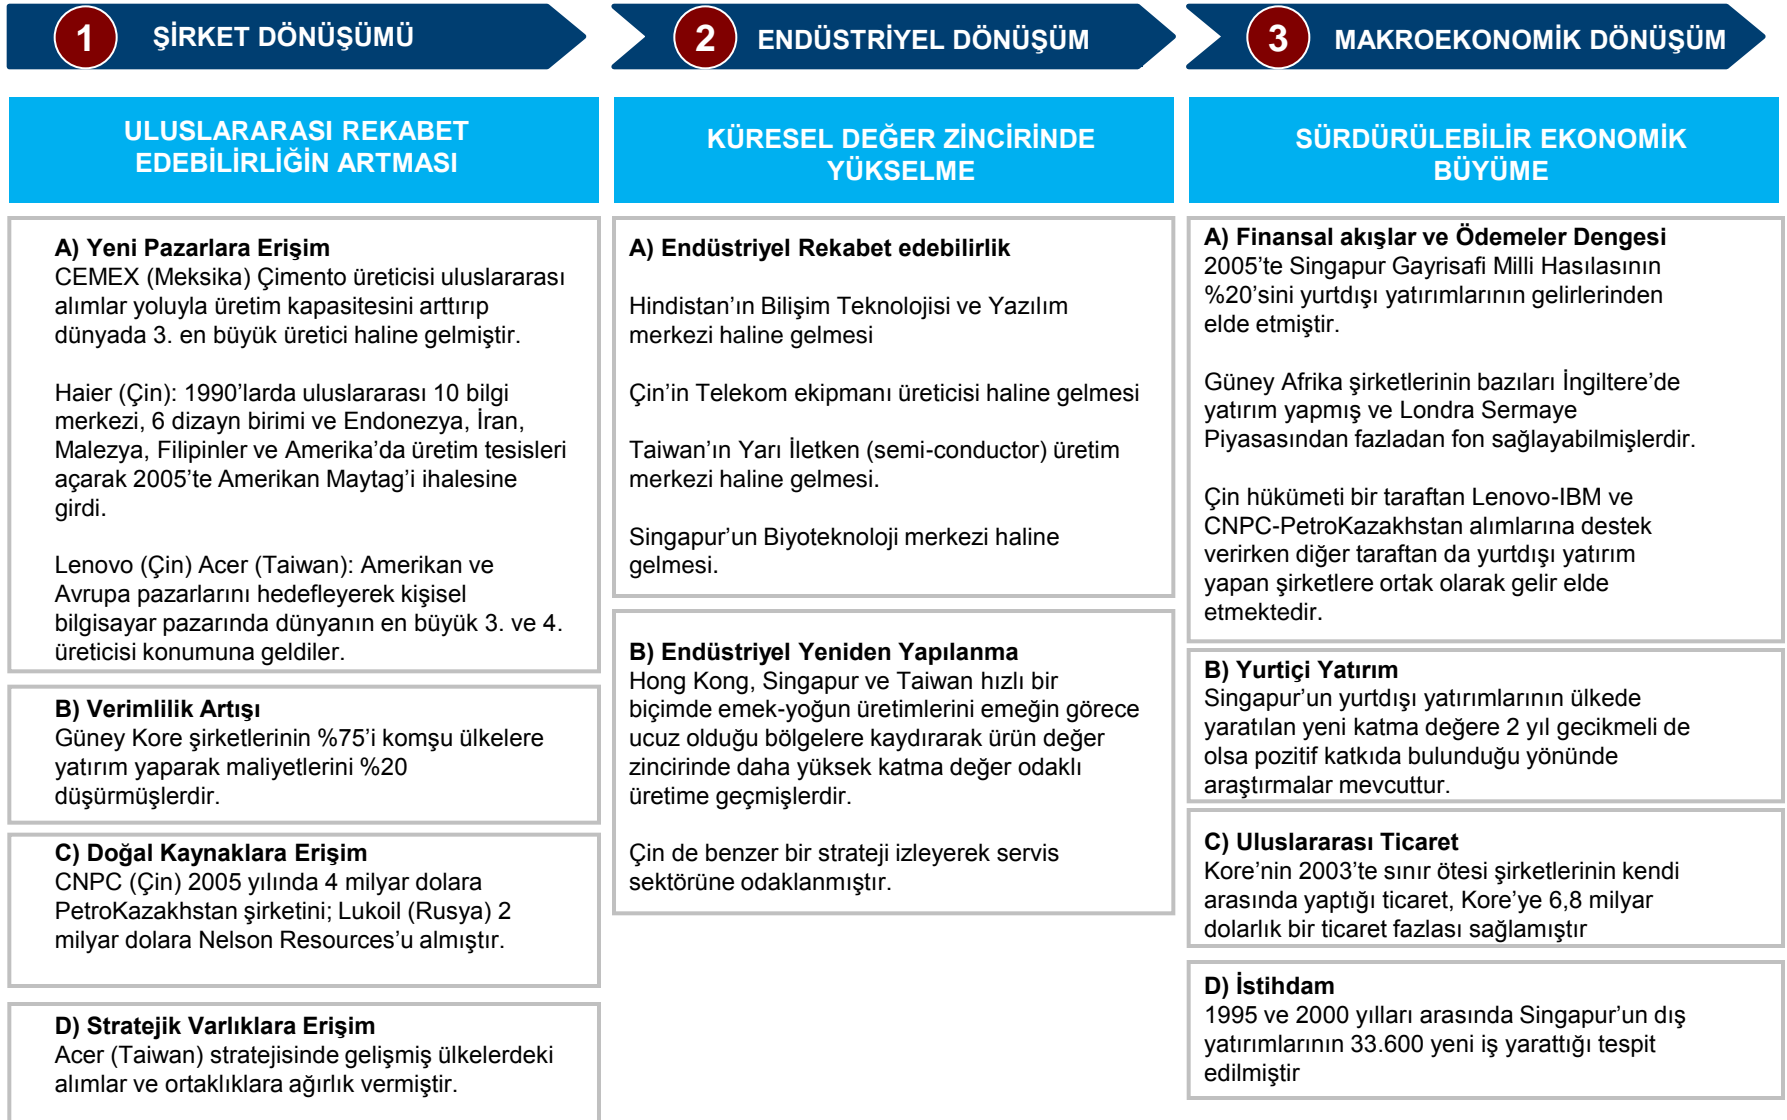 1
ŞİRKET DÖNÜŞÜMÜ
2
ENDÜSTRİYEL DÖNÜŞÜM
3
MAKROEKONOMİK DÖNÜŞÜM
ULUSLARARASI REKABET
EDEBİLİRLİĞİN ARTMASI
A) Yeni Pazarlara Erişim
CEMEX (Meksika) Çimento üreticisi uluslararası
alımlar yoluyla üretim kapasitesini arttırıp
dünyada 3. en büyük üretici haline gelmiştir.
Haier (Çin): 1990’larda uluslararası 10 bilgi
merkezi, 6 dizayn birimi ve Endonezya, İran,
Malezya, Filipinler ve Amerika’da üretim tesisleri
açarak 2005’te Amerikan Maytag’i ihalesine
girdi.
Lenovo (Çin) Acer (Taiwan): Amerikan ve
Avrupa pazarlarını hedefleyerek kişisel
bilgisayar pazarında dünyanın en büyük 3. ve 4.
üreticisi konumuna geldiler.
B) Verimlilik Artışı
Güney Kore şirketlerinin %75’i komşu ülkelere
yatırım yaparak maliyetlerini %20
düşürmüşlerdir.
C) Doğal Kaynaklara Erişim
CNPC (Çin) 2005 yılında 4 milyar dolara
PetroKazakhstan şirketini; Lukoil (Rusya) 2
milyar dolara Nelson Resources’u almıştır.
D) Stratejik Varlıklara Erişim
Acer (Taiwan) stratejisinde gelişmiş ülkelerdeki
alımlar ve ortaklıklara ağırlık vermiştir.
KÜRESEL DEĞER ZİNCİRİNDE
YÜKSELME
A) Endüstriyel Rekabet edebilirlik
Hindistan’ın Bilişim Teknolojisi ve Yazılım
merkezi haline gelmesi
Çin’in Telekom ekipmanı üreticisi haline gelmesi
Taiwan’ın Yarı İletken (semi-conductor) üretim
merkezi haline gelmesi.
Singapur’un Biyoteknoloji merkezi haline
gelmesi.
B) Endüstriyel Yeniden Yapılanma
Hong Kong, Singapur ve Taiwan hızlı bir
biçimde emek-yoğun üretimlerini emeğin görece
ucuz olduğu bölgelere kaydırarak ürün değer
zincirinde daha yüksek katma değer odaklı
üretime geçmişlerdir.
Çin de benzer bir strateji izleyerek servis
sektörüne odaklanmıştır.
SÜRDÜRÜLEBİLİR EKONOMİK
BÜYÜME
A) Finansal akışlar ve Ödemeler Dengesi
2005’te Singapur Gayrisafi Milli Hasılasının
%20’sini yurtdışı yatırımlarının gelirlerinden
elde etmiştir.
Güney Afrika şirketlerinin bazıları İngiltere’de
yatırım yapmış ve Londra Sermaye
Piyasasından fazladan fon sağlayabilmişlerdir.
Çin hükümeti bir taraftan Lenovo-IBM ve
CNPC-PetroKazakhstan alımlarına destek
verirken diğer taraftan da yurtdışı yatırım
yapan şirketlere ortak olarak gelir elde
etmektedir.
B) Yurtiçi Yatırım
Singapur’un yurtdışı yatırımlarının ülkede
yaratılan yeni katma değere 2 yıl gecikmeli de
olsa pozitif katkıda bulunduğu yönünde
araştırmalar mevcuttur.
C) Uluslararası Ticaret
Kore’nin 2003’te sınır ötesi şirketlerinin kendi
arasında yaptığı ticaret, Kore’ye 6,8 milyar
dolarlık bir ticaret fazlası sağlamıştır
D) İstihdam
1995 ve 2000 yılları arasında Singapur’un dış
yatırımlarının 33.600 yeni iş yarattığı tespit
edilmiştir